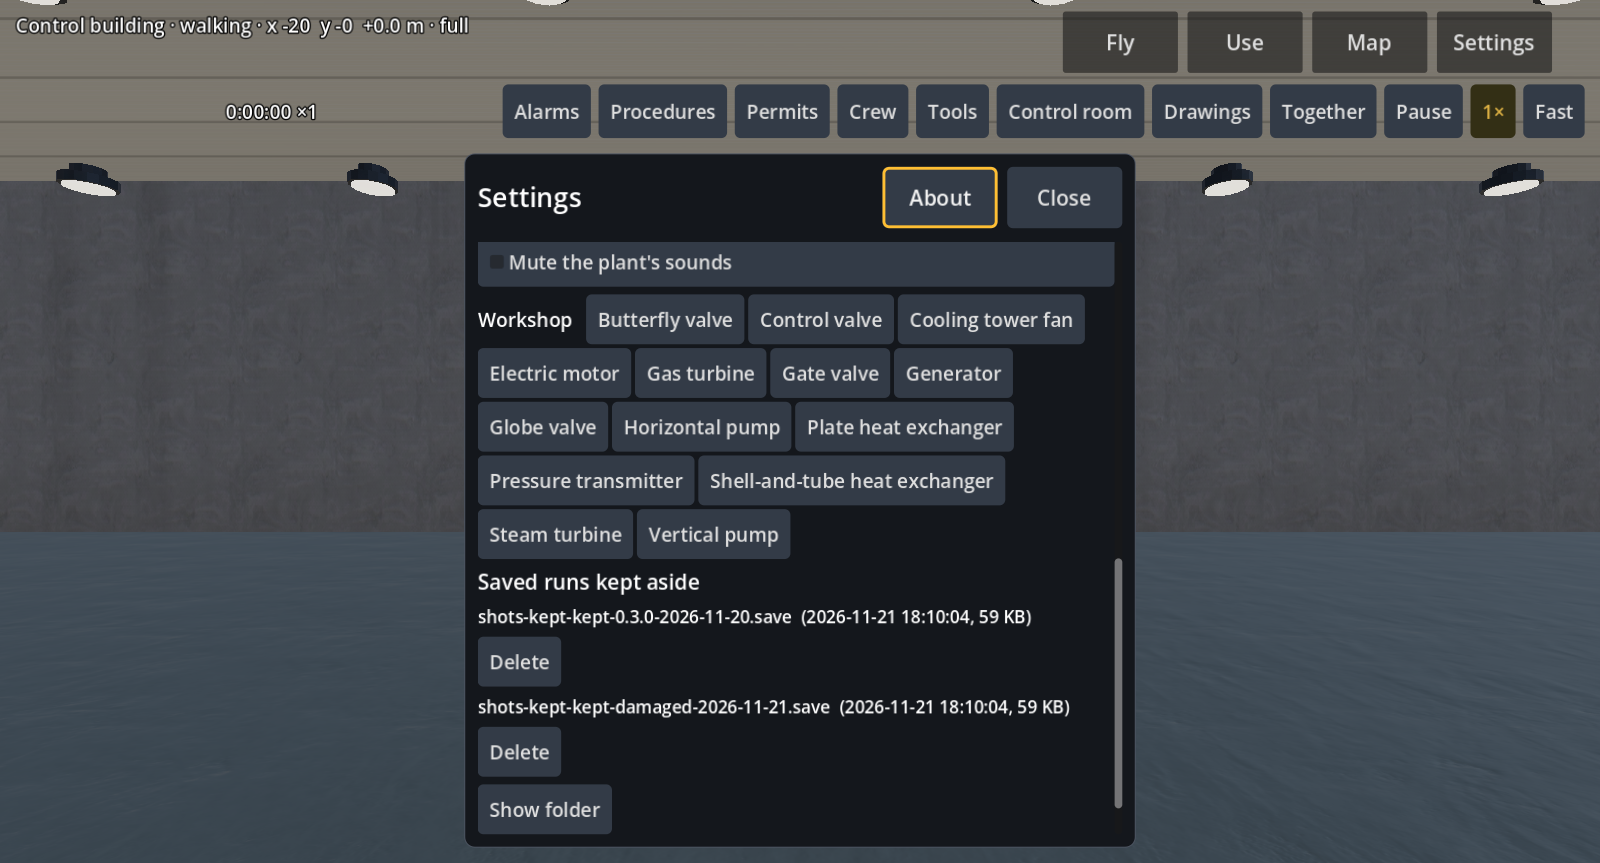 Control building · walking · x -20 y -0 +0.0 m · full
Fly Use Map Settings
0:00:00 ×1 Alarms Procedures Permits Crew Tools Control room Drawings Together Pause 1× Fast
Settings About Close
Mute the plant's sounds
Workshop Butterfly valve Control valve Cooling tower fan
Electric motor Gas turbine Gate valve Generator
Globe valve Horizontal pump Plate heat exchanger
Pressure transmitter Shell-and-tube heat exchanger
Steam turbine Vertical pump
Saved runs kept aside
shots-kept-kept-0.3.0-2026-11-20.save (2026-11-21 18:10:04, 59 KB)
Delete
shots-kept-kept-damaged-2026-11-21.save (2026-11-21 18:10:04, 59 KB)
Delete
Show folder